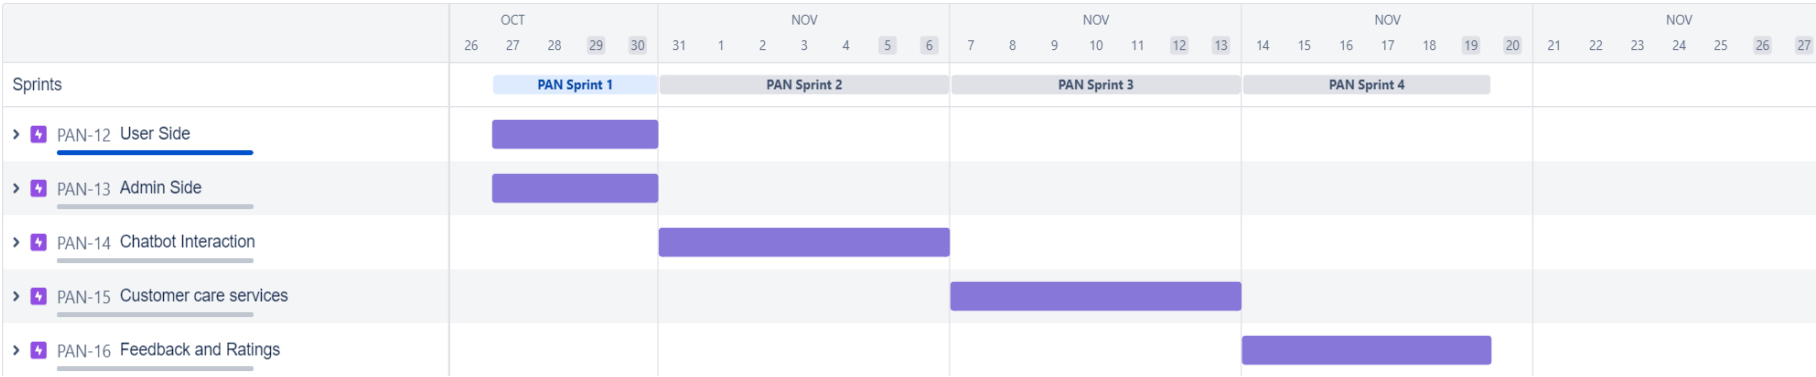 OCT NOV NOV NOV NOV
26 27 28 29 30 31 1 2 3 4 5 6 7 8 9 10 11 12 13 14 15 16 17 18 19 20 21 22 23 24 25 26 27
Sprints PAN Sprint 1 PAN Sprint 2 PAN Sprint 3 PAN Sprint 4
PAN-12 User Side
PAN-13 Admin Side
PAN-14 Chatbot Interaction
PAN-15 Customer care services
PAN-16 Feedback and Ratings